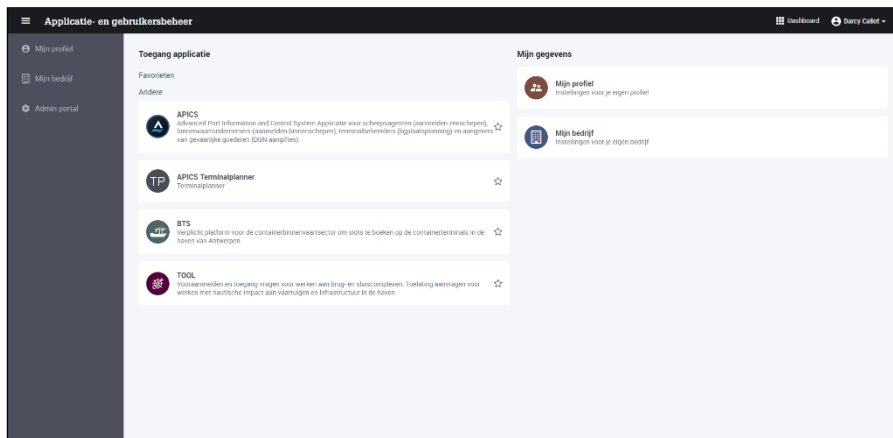 Applicatie- en gebruikersbeheer
Dashboard
Darcy Callot
Mijn profiel
Mijn bedrijf
Admin portal
Toegang applicatie
Favorieten
Andere
APICS
Advanced Port Information and Control System Applicatie voor scheepsagenten (aanmelden zeeschepen),
binnenvaartondernemers (aanmelden binnenschepen), terminalbeheerders (ligplaatsplanning) en aangevers
van gevaarlijke goederen (DGN aangiftes).
TP
APICS Terminalplanner
Terminalplanner
BTS
Verplicht platform voor de containerbinnenvaartsector om slots te boeken op de containerterminals in de
haven van Antwerpen.
TOOL
Vooraanmelden en toegang vragen voor werken aan brug- en sluiscomplexen. Toelating aanvragen voor
werken met nautische impact aan vaartuigen en infrastructuur in de haven.
Mijn gegevens
Mijn profiel
Instellingen voor je eigen profiel
Mijn bedrijf
Instellingen voor je eigen bedrijf